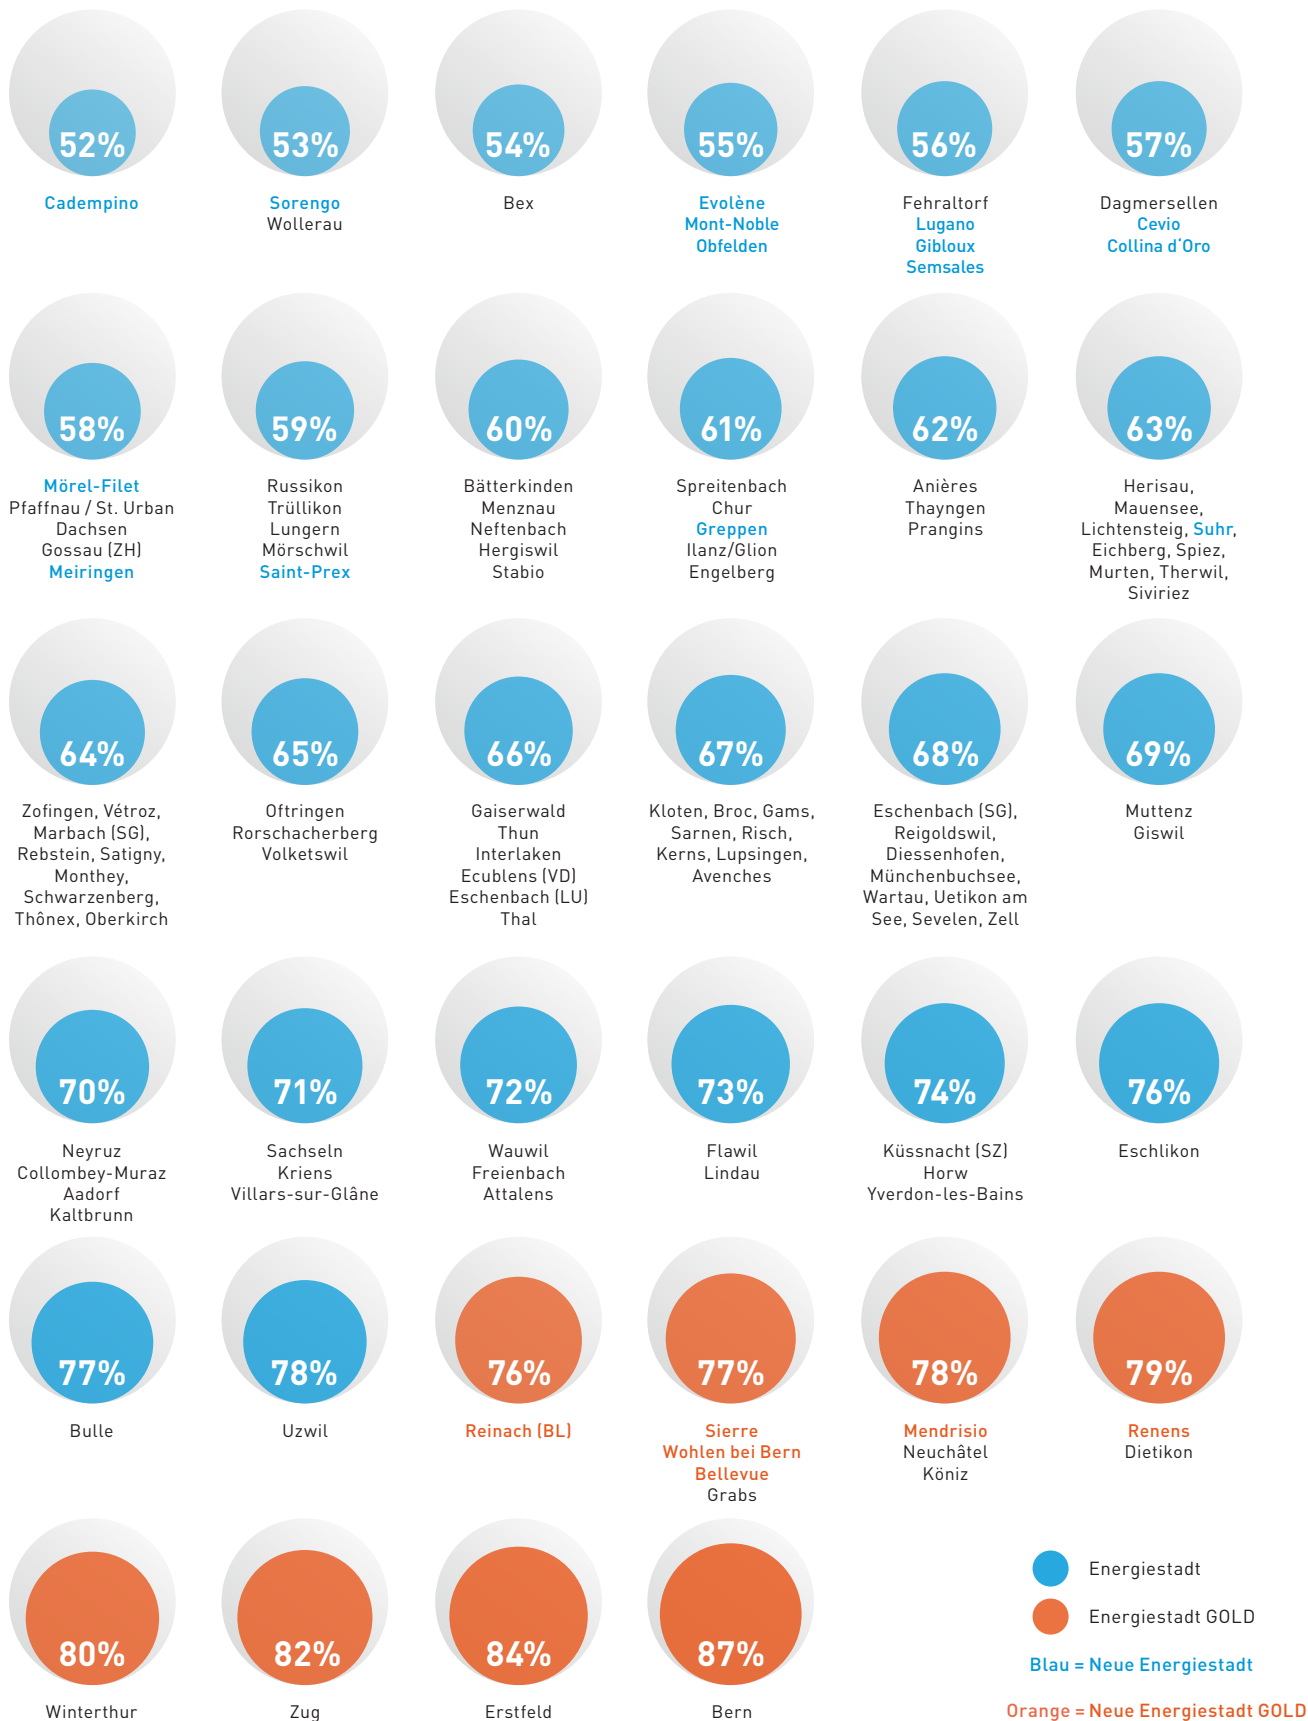 52%
Cadempino
53%
Sorengo
Wollerau
54%
Bex
55%
Evolène
Mont-Noble
Obfelden
56%
Fehraltorf
Lugano
Gibloux
Semsales
57%
Dagmersellen
Cevio
Collina d‘Oro
58%
Mörel-Filet
Pfaffnau / St. Urban
Dachsen
Gossau (ZH)
Meiringen
59%
Russikon
Trüllikon
Lungern
Mörschwil
Saint-Prex
60%
Bätterkinden
Menznau
Neftenbach
Hergiswil
Stabio
61%
Spreitenbach
Chur
Greppen
Ilanz/Glion
Engelberg
62%
Anières
Thayngen
Prangins
63%
Herisau,
Mauensee,
Lichtensteig, Suhr,
Eichberg, Spiez,
Murten, Therwil,
Siviriez
64%
Zofingen, Vétroz,
Marbach (SG),
Rebstein, Satigny,
Monthey,
Schwarzenberg,
Thônex, Oberkirch
65%
Oftringen
Rorschacherberg
Volketswil
66%
Gaiserwald
Thun
Interlaken
Ecublens (VD)
Eschenbach (LU)
Thal
67%
Kloten, Broc, Gams,
Sarnen, Risch,
Kerns, Lupsingen,
Avenches
68%
Eschenbach (SG),
Reigoldswil,
Diessenhofen,
Münchenbuchsee,
Wartau, Uetikon am
See, Sevelen, Zell
69%
Muttenz
Giswil
70%
Neyruz
Collombey-Muraz
Aadorf
Kaltbrunn
71%
Sachseln
Kriens
Villars-sur-Glâne
72%
Wauwil
Freienbach
Attalens
73%
Flawil
Lindau
74%
Küssnacht (SZ)
Horw
Yverdon-les-Bains
76%
Eschlikon
77%
Bulle
78%
Uzwil
76%
Reinach (BL)
77%
Sierre
Wohlen bei Bern
Bellevue
Grabs
78%
Mendrisio
Neuchâtel
Köniz
79%
Renens
Dietikon
80%
Winterthur
82%
Zug
84%
Erstfeld
87%
Bern
Energiestadt
Energiestadt GOLD
Blau = Neue Energiestadt
Orange = Neue Energiestadt GOLD